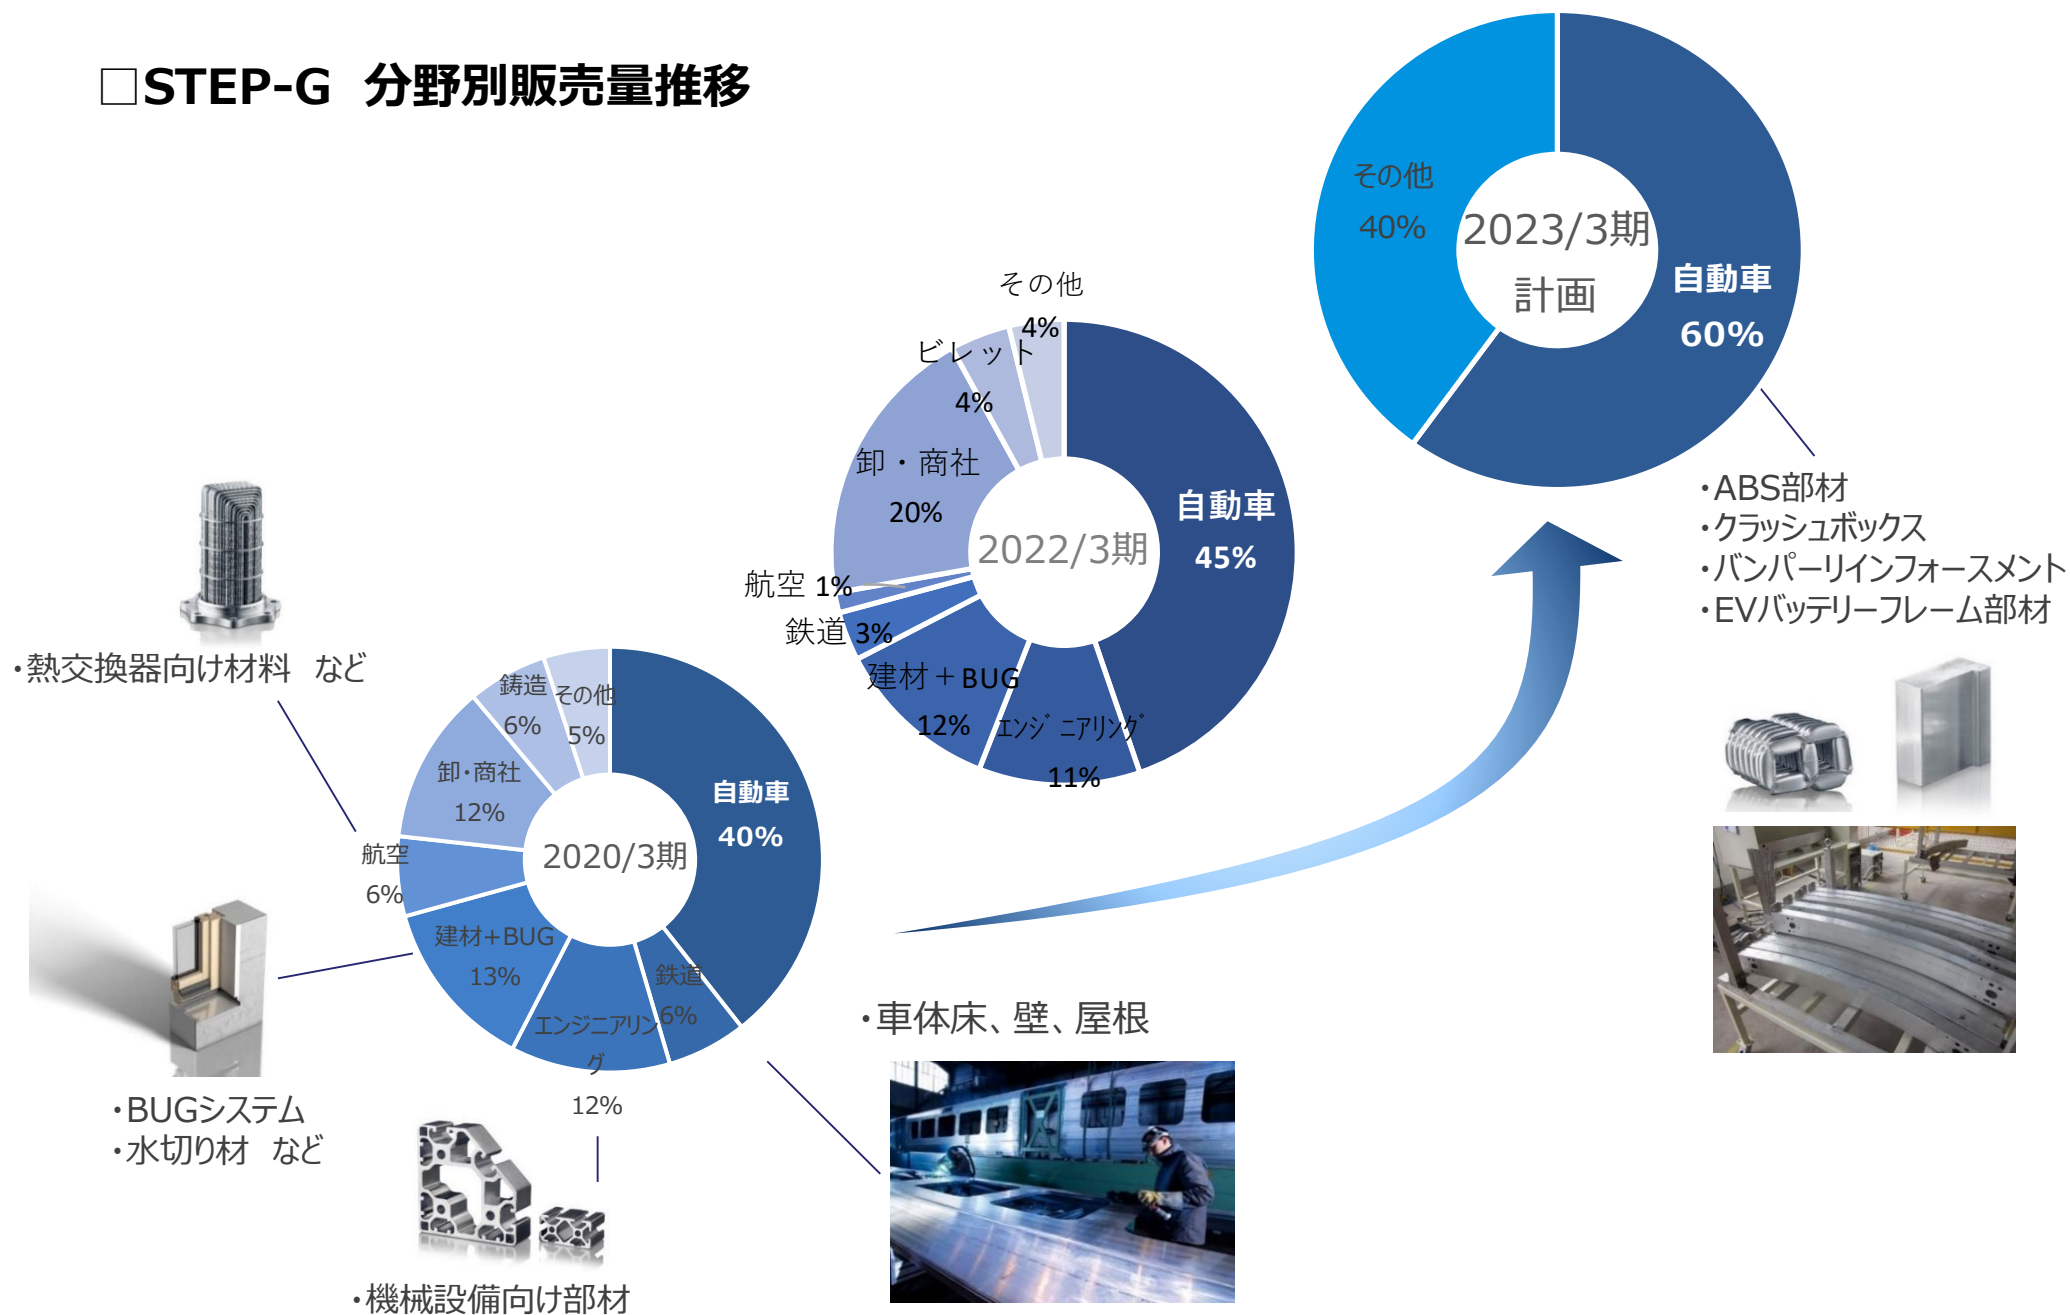 □STEP-G 分野別販売量推移
その他
40%
2023/3期
計画
自動車
60%
・ABS部材
・クラッシュボックス
・バンパーリインフォースメント
・EVバッテリーフレーム部材
その他
4%
ビレット
4%
卸・商社
20%
航空 1%
鉄道 3%
建材＋BUG
12%
エンジニアリング
11%
2022/3期
自動車
45%
・熱交換器向け材料 など
鋳造
6%
その他
5%
卸・商社
12%
航空
6%
建材+BUG
13%
エンジニアリン
グ
12%
鉄道
6%
2020/3期
自動車
40%
・BUGシステム
・水切り材 など
・機械設備向け部材
・車体床、壁、屋根